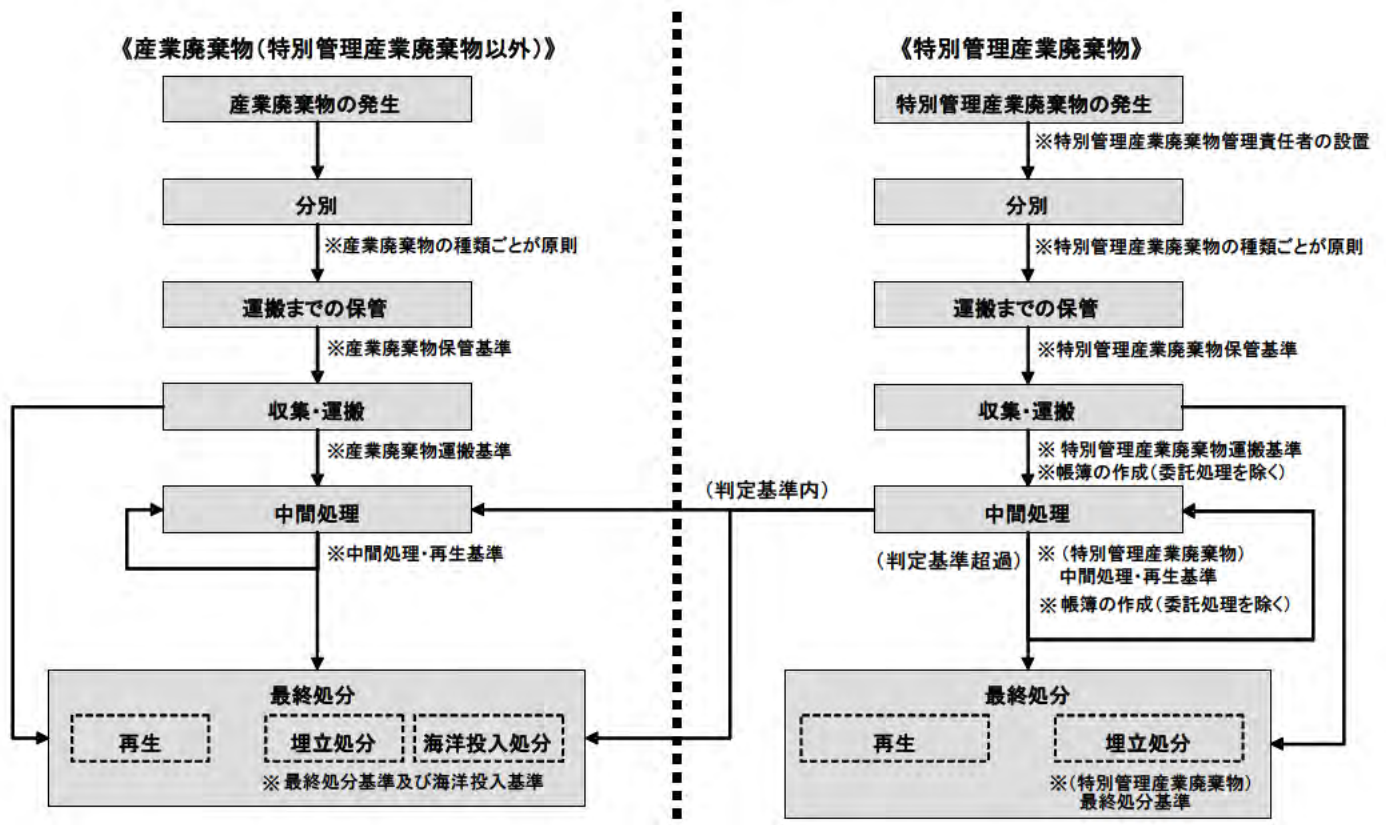 《産業廃棄物(特別管理産業廃棄物以外)》
産業廃棄物の発生
分別
※産業廃棄物の種類ごとが原則
運搬までの保管
※産業廃棄物保管基準
収集・運搬
※産業廃棄物運搬基準
中間処理
※中間処理・再生基準
最終処分
再生
埋立処分
海洋投入処分
※ 最終処分基準及び海洋投入基準
《特別管理産業廃棄物》
特別管理産業廃棄物の発生
※特別管理産業廃棄物管理責任者の設置
分別
※特別管理産業廃棄物の種類ごとが原則
運搬までの保管
※特別管理産業廃棄物保管基準
収集・運搬
※ 特別管理産業廃棄物運搬基準
※帳簿の作成(委託処理を除く)
(判定基準内)
中間処理
(判定基準超過)
※ (特別管理産業廃棄物)
中間処理・再生基準
※ 帳簿の作成(委託処理を除く)
最終処分
再生
埋立処分
※(特別管理産業廃棄物)
最終処分基準